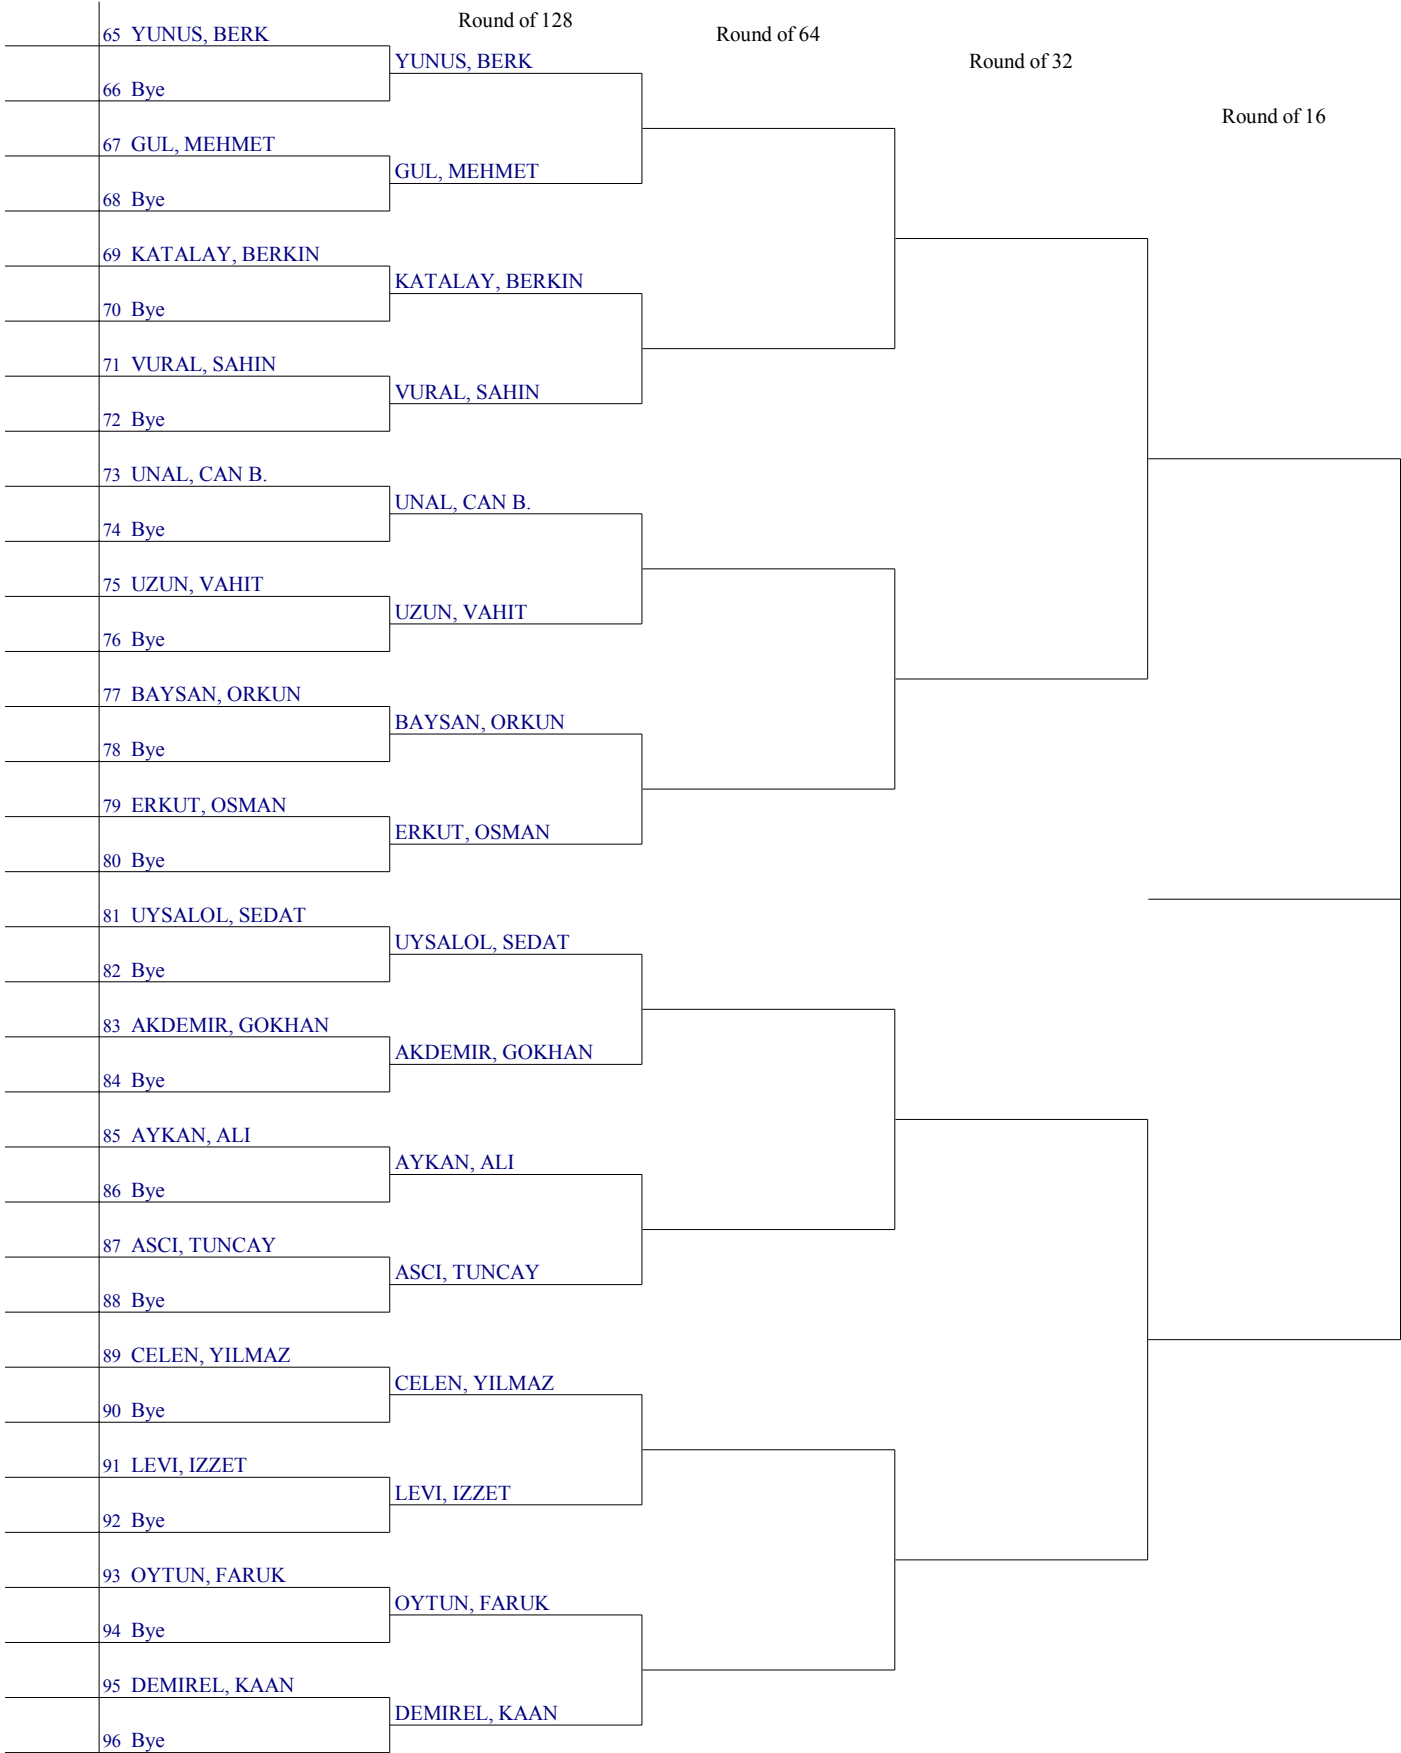 Round of 128
Round of 64
Round of 32
Round of 16
65 YUNUS, BERK
YUNUS, BERK
66 Bye
67 GUL, MEHMET
GUL, MEHMET
68 Bye
69 KATALAY, BERKIN
KATALAY, BERKIN
70 Bye
71 VURAL, SAHIN
VURAL, SAHIN
72 Bye
73 UNAL, CAN B.
UNAL, CAN B.
74 Bye
75 UZUN, VAHIT
UZUN, VAHIT
76 Bye
77 BAYSAN, ORKUN
BAYSAN, ORKUN
78 Bye
79 ERKUT, OSMAN
ERKUT, OSMAN
80 Bye
81 UYSALOL, SEDAT
UYSALOL, SEDAT
82 Bye
83 AKDEMIR, GOKHAN
AKDEMIR, GOKHAN
84 Bye
85 AYKAN, ALI
AYKAN, ALI
86 Bye
87 ASCI, TUNCAY
ASCI, TUNCAY
88 Bye
89 CELEN, YILMAZ
CELEN, YILMAZ
90 Bye
91 LEVI, IZZET
LEVI, IZZET
92 Bye
93 OYTUN, FARUK
OYTUN, FARUK
94 Bye
95 DEMIREL, KAAN
DEMIREL, KAAN
96 Bye